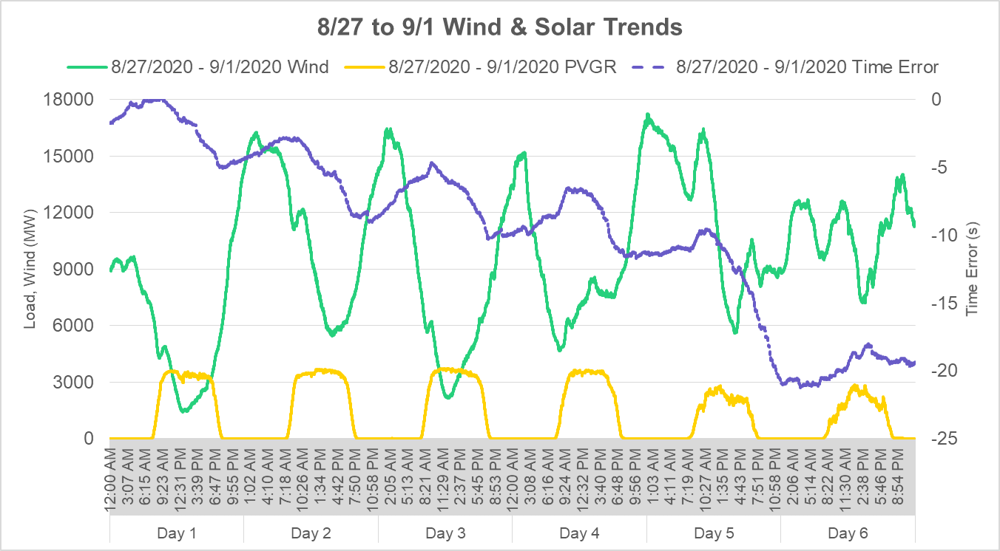 8/27 to 9/1 Wind & Solar Trends
8/27/2020 - 9/1/2020 Wind 8/27/2020 - 9/1/2020 PVGR 8/27/2020 - 9/1/2020 Time Error
18000
15000
12000
9000
6000
3000
0
Load, Wind (MW)
-0
-5
-10
-15
-20
-25
Time Error (s)
12:00 AM
3:07 AM
6:15 AM
9:23 AM
12:31 PM
3:39 PM
6:47 PM
9:55 PM
1:02 AM
4:10 AM
7:18 AM
10:26 AM
1:34 PM
4:42 PM
7:50 PM
10:58 PM
2:05 AM
5:13 AM
8:21 AM
11:29 AM
2:37 PM
5:45 PM
8:53 PM
12:00 AM
3:08 AM
6:16 AM
9:24 AM
12:32 PM
3:40 PM
6:48 PM
9:56 PM
1:03 AM
4:11 AM
7:19 AM
10:27 AM
1:35 PM
4:43 PM
7:51 PM
10:58 PM
2:06 AM
5:14 AM
8:22 AM
11:30 AM
2:38 PM
5:46 PM
8:54 PM
Day 1 Day 2 Day 3 Day 4 Day 5 Day 6